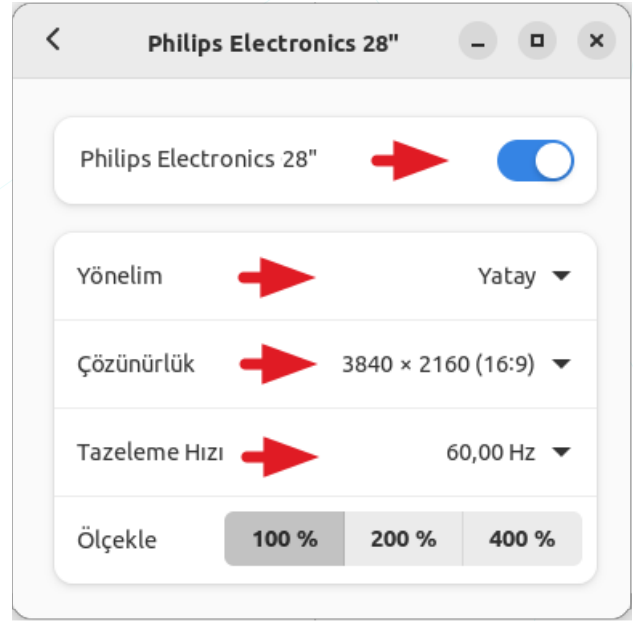 Philips Electronics 28"
Philips Electronics 28"
Yönelim Yatay
Çözünürlük 3840 × 2160 (16∶9)
Tazeleme Hızı 60,00 Hz
Ölçekle 100 % 200 % 400 %